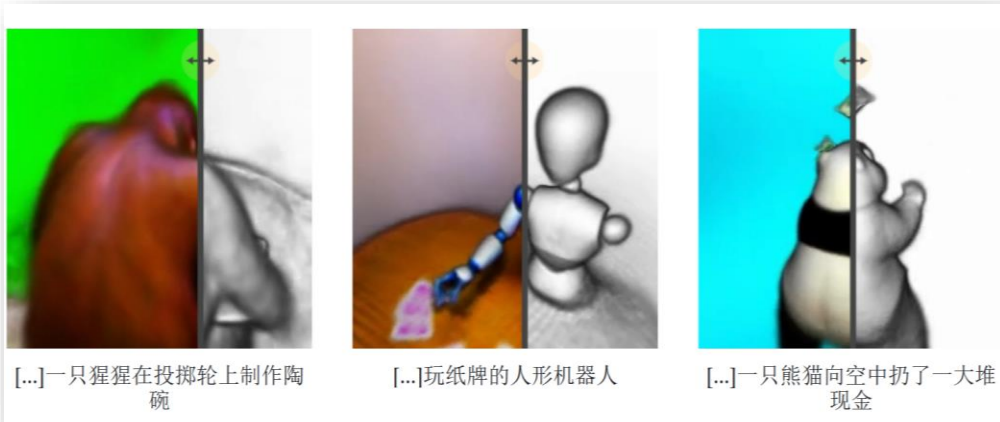 [...]一只猩猩在投掷轮上制作陶
碗
[...]玩纸牌的人形机器人
[...]一只熊猫向空中扔了一大堆
现金